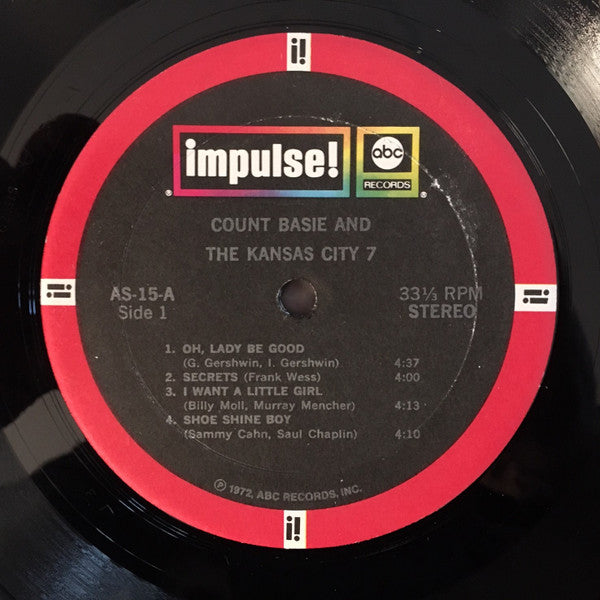 i!
impulse!®
abc
RECORDS®
COUNT BASIE AND
THE KANSAS CITY 7
i!
i!
AS-15-A
33⅓ RPM
Side 1
STEREO
1. OH, LADY BE GOOD
(G. Gershwin, I. Gershwin) 4:37
2. SECRETS (Frank Wess) 4:00
3. I WANT A LITTLE GIRL
(Billy Moll, Murray Mencher) 4:13
4. SHOE SHINE BOY
(Sammy Cahn, Saul Chaplin) 4:10
℗ 1972, ABC RECORDS, INC.
i!